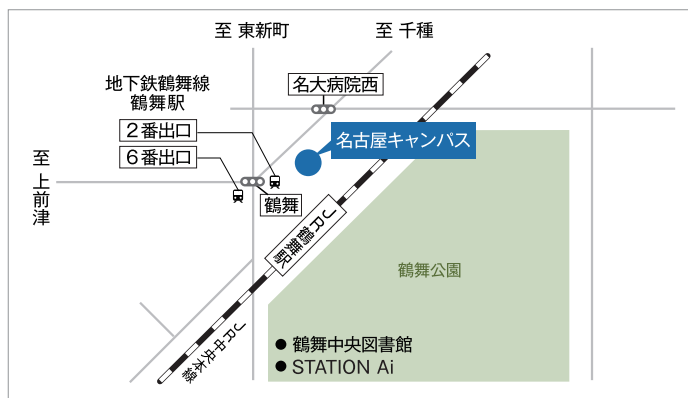 至 東新町
至 千種
地下鉄鶴舞線
鶴舞駅
名大病院西
2番出口
6番出口
名古屋キャンパス
至 上前津
鶴舞
JR鶴舞駅
鶴舞公園
JR中央本線
鶴舞中央図書館
STATION Ai